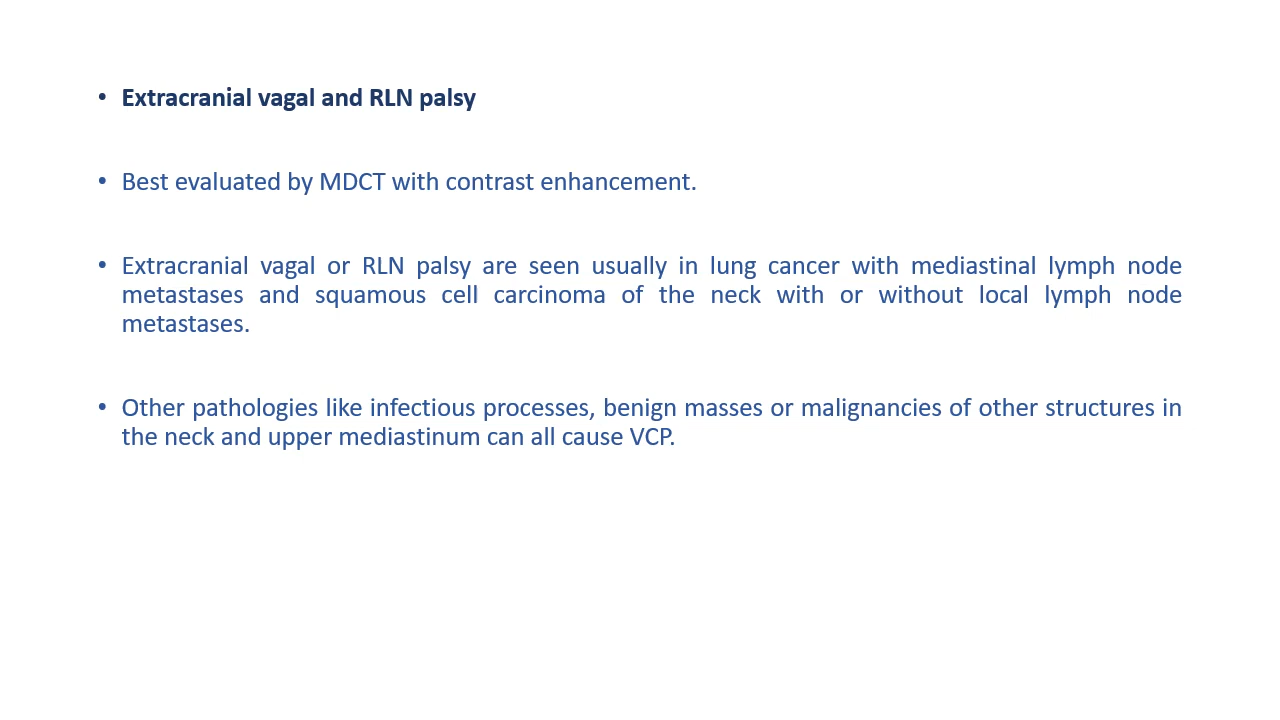 • Extracranial vagal and RLN palsy
• Best evaluated by MDCT with contrast enhancement.
• Extracranial vagal or RLN palsy are seen usually in lung cancer with mediastinal lymph node
metastases and squamous cell carcinoma of the neck with or without local lymph node
metastases.
• Other pathologies like infectious processes, benign masses or malignancies of other structures in
the neck and upper mediastinum can all cause VCP.